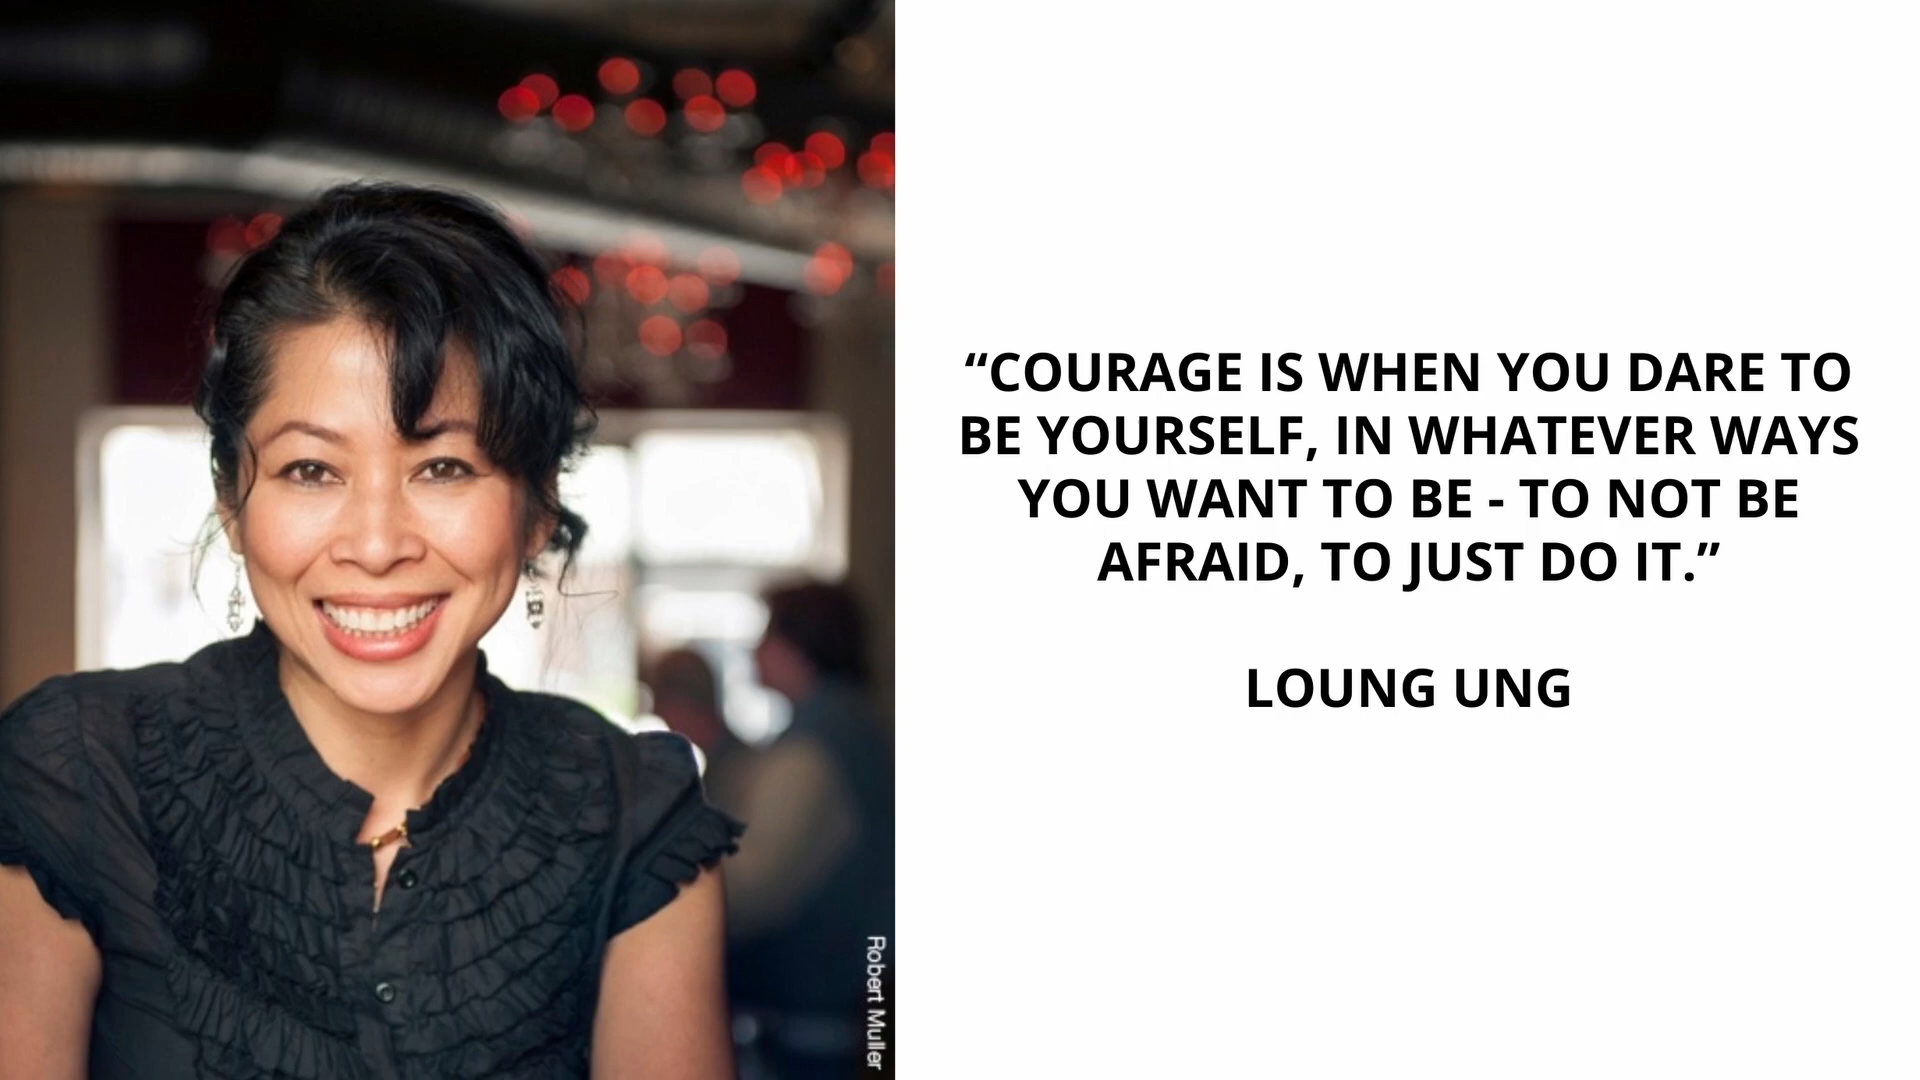 “COURAGE IS WHEN YOU DARE TO
BE YOURSELF, IN WHATEVER WAYS
YOU WANT TO BE - TO NOT BE
AFRAID, TO JUST DO IT.”
LOUNG UNG
Robert Muller